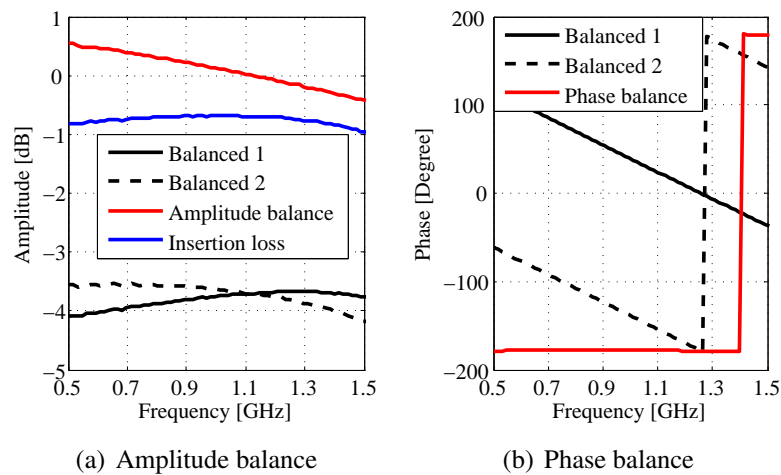 1
0
−1
−2
−3
−4
−5
Amplitude [dB]
Balanced 1
Balanced 2
Amplitude balance
Insertion loss
0.5 0.7 0.9 1.1 1.3 1.5
Frequency [GHz]
(a) Amplitude balance
200
100
0
−100
−200
Phase [Degree]
Balanced 1
Balanced 2
Phase balance
0.5 0.7 0.9 1.1 1.3 1.5
Frequency [GHz]
(b) Phase balance